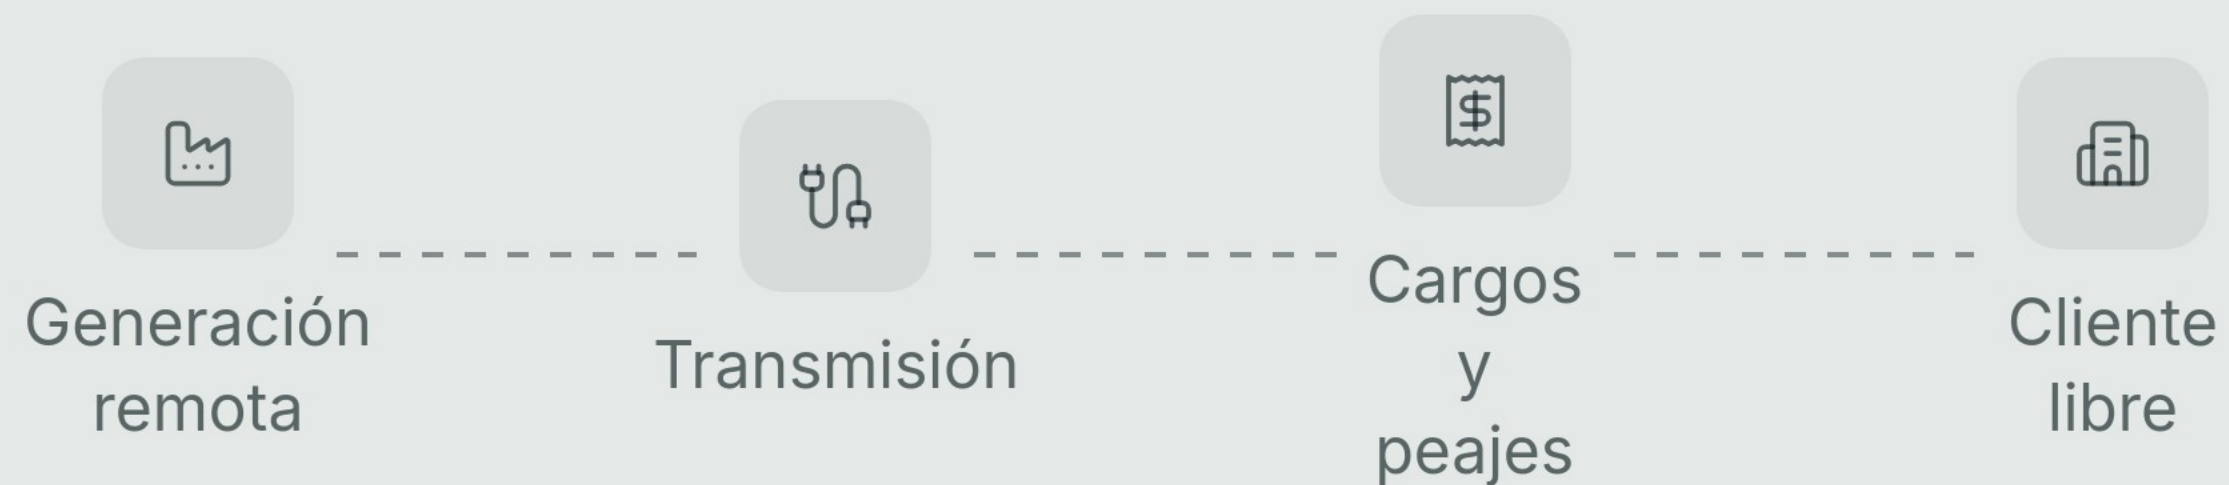 Generación
remota
Transmisión
Cargos
y
peajes
Cliente
libre